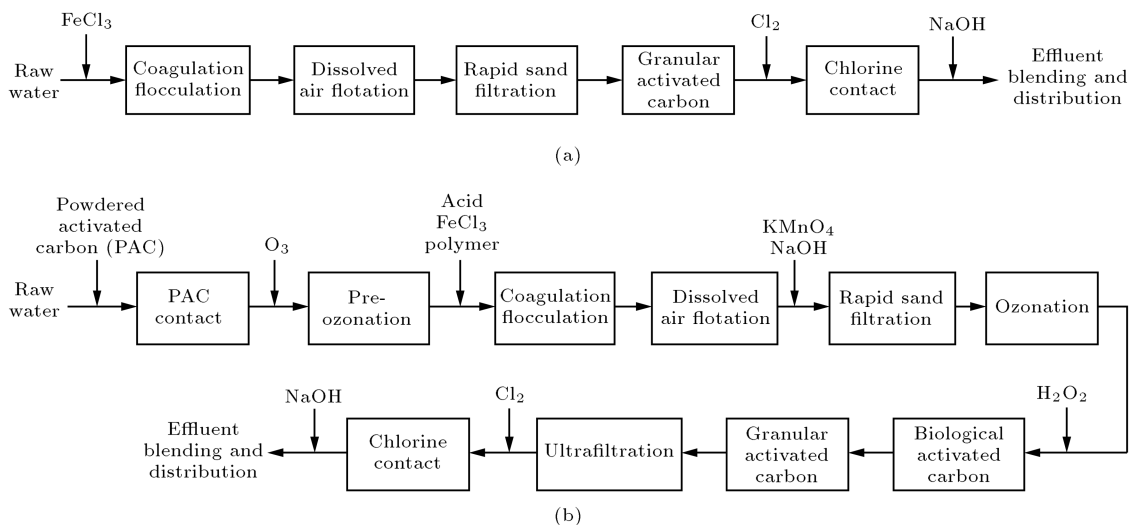 FeCl₃
Raw
water
Coagulation
flocculation
Dissolved
air flotation
Rapid sand
filtration
Granular
activated
carbon
Cl₂
Chlorine
contact
NaOH
Effluent
blending and
distribution
(a)
Powdered
activated
carbon (PAC)
Raw
water
PAC
contact
O₃
Pre-
ozonation
Acid
FeCl₃
polymer
Coagulation
flocculation
Dissolved
air flotation
KMnO₄
NaOH
Rapid sand
filtration
Ozonation
H₂O₂
Biological
activated
carbon
Granular
activated
carbon
Ultrafiltration
Cl₂
Chlorine
contact
NaOH
Effluent
blending and
distribution
(b)